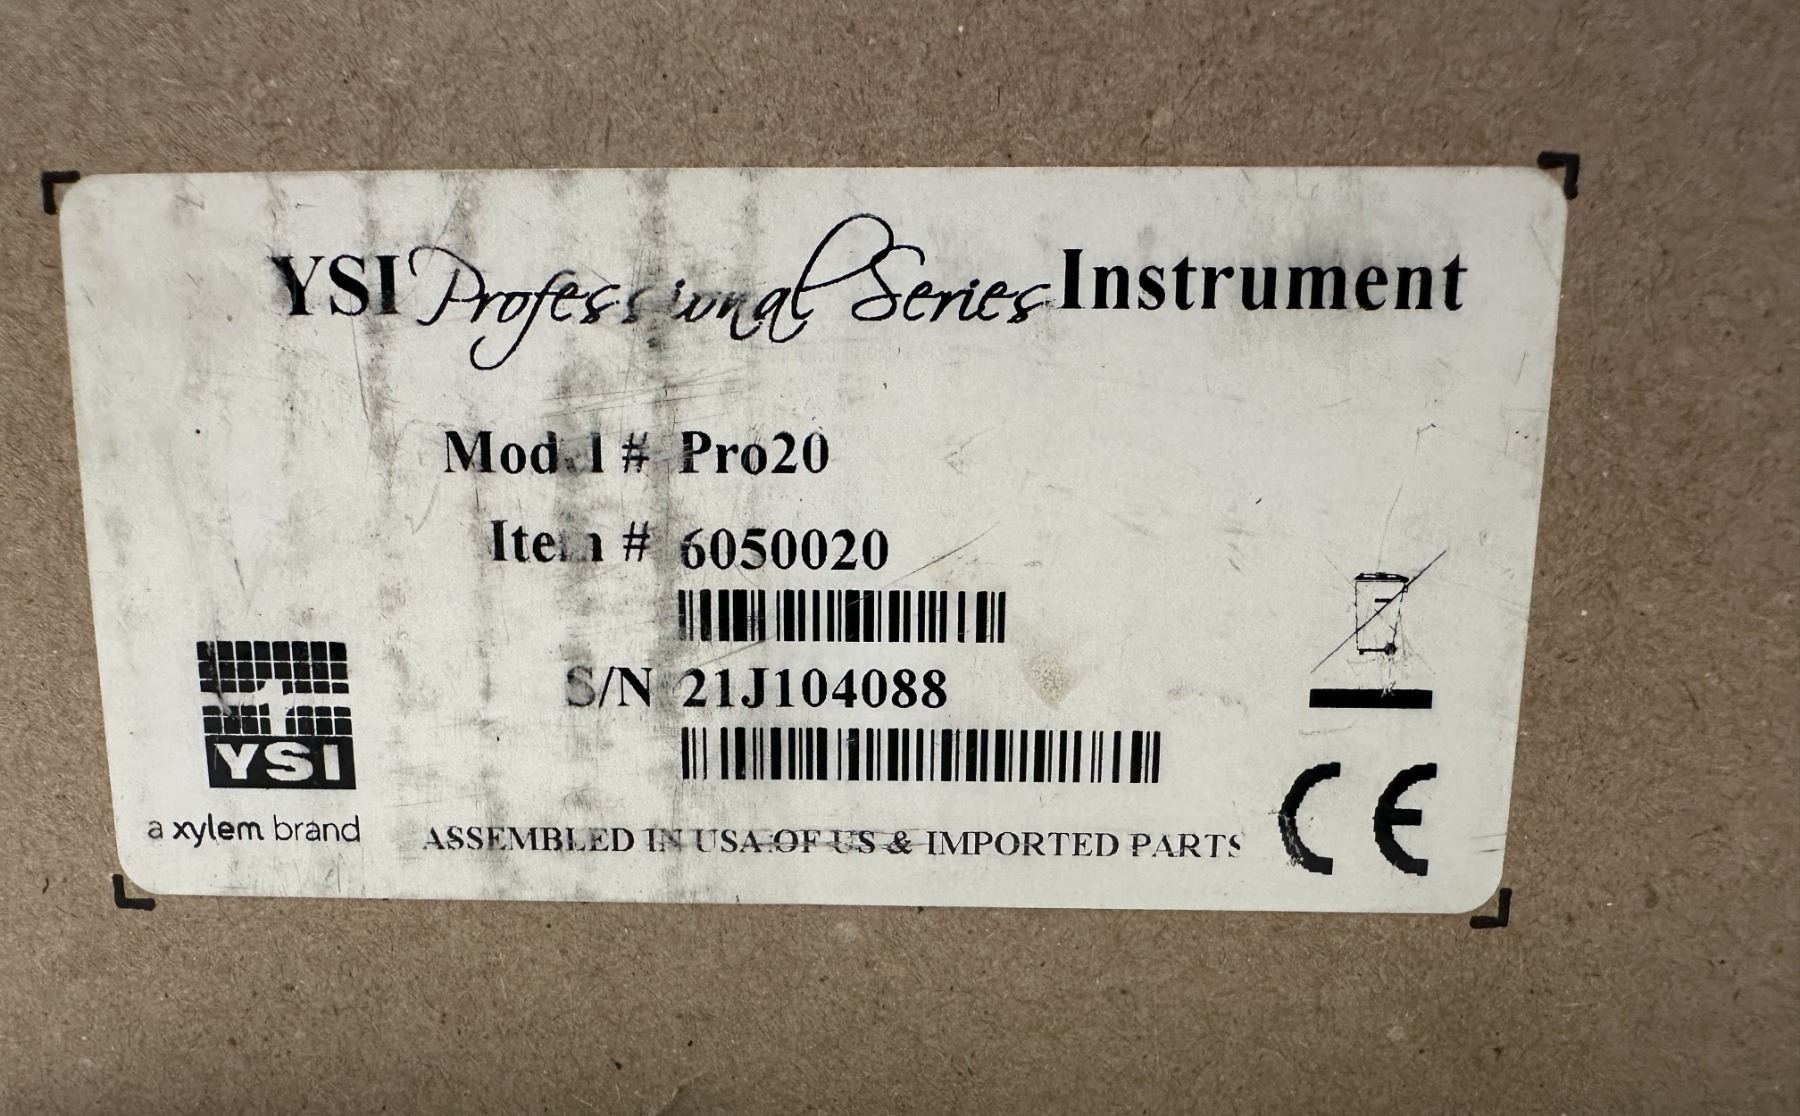 YSI Professional Series Instrument
Model # Pro20
Item # 6050020
S/N 21J104088
YSI
a xylem brand
ASSEMBLED IN USA OF US & IMPORTED PARTS
CE